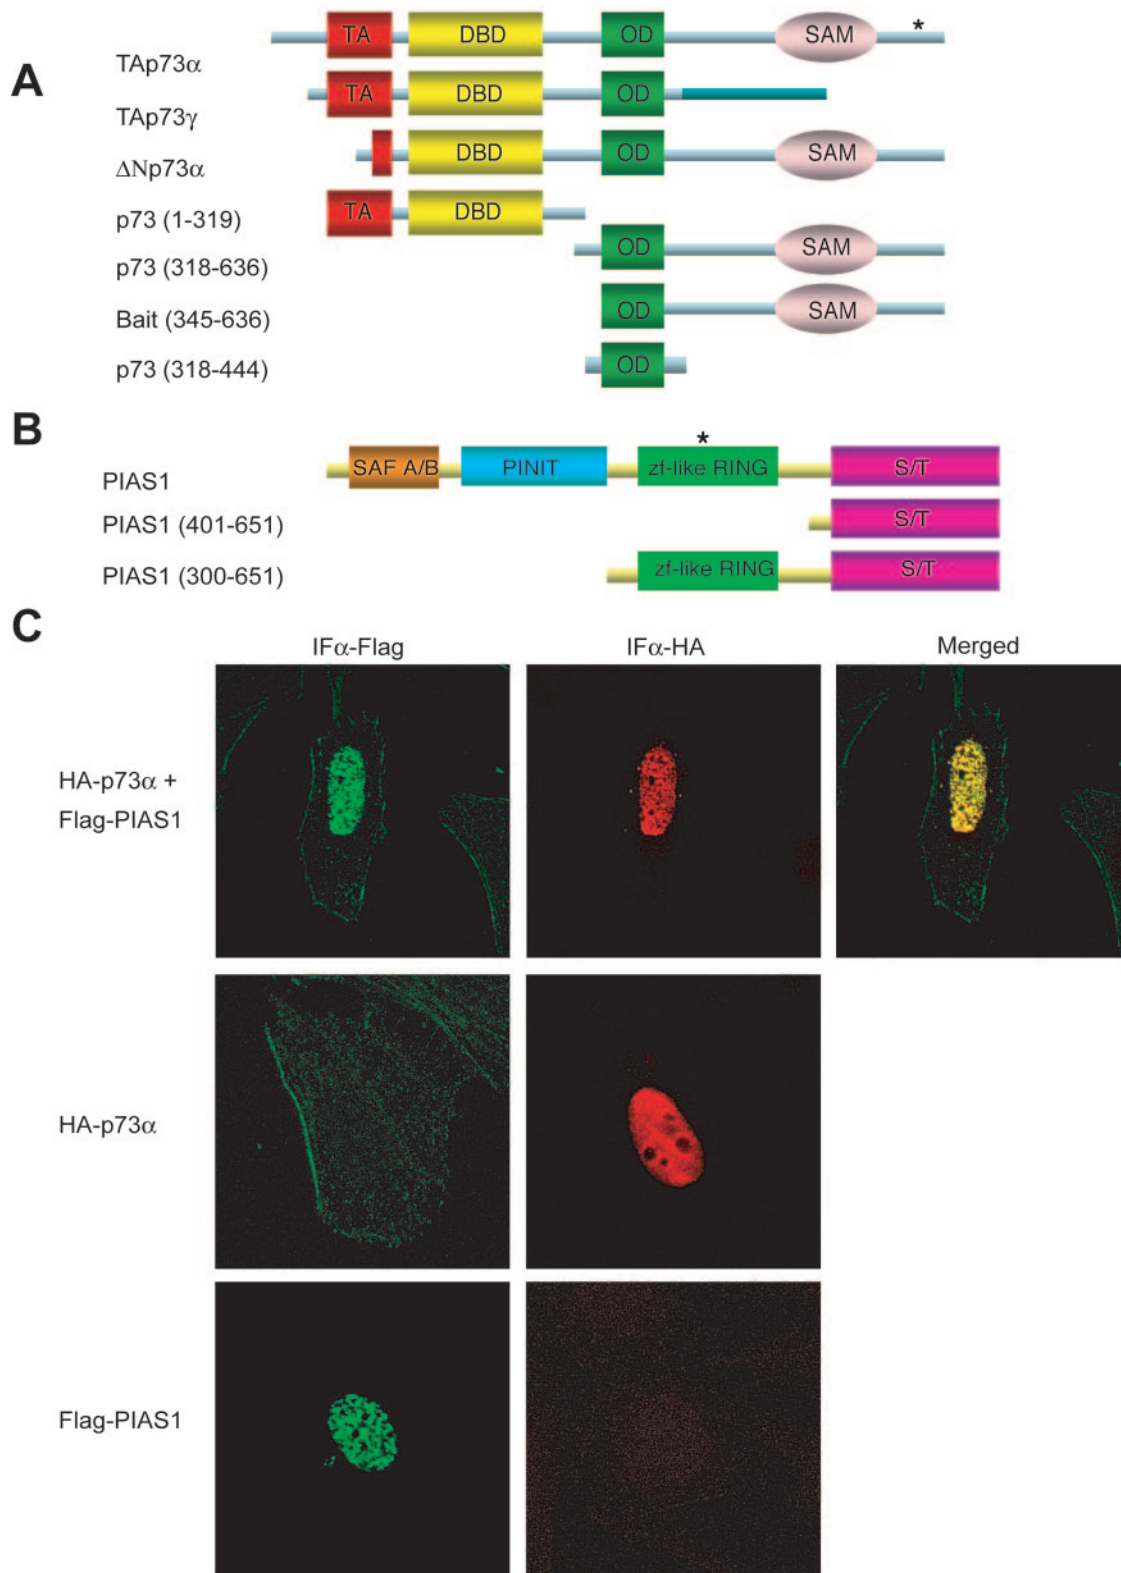 A
TA DBD OD SAM *
TAp73α
TA DBD OD
TAp73γ
DBD OD SAM
ΔNp73α
TA DBD
p73 (1-319)
OD SAM
p73 (318-636)
OD SAM
Bait (345-636)
OD
p73 (318-444)
B
*
SAF A/B PINIT zf-like RING S/T
PIAS1
S/T
PIAS1 (401-651)
zf-like RING S/T
PIAS1 (300-651)
C
IFα-Flag IFα-HA Merged
HA-p73α +
Flag-PIAS1
HA-p73α
Flag-PIAS1